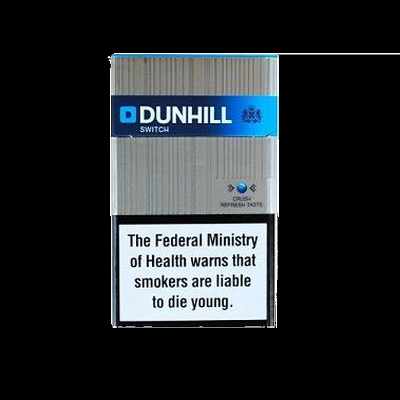 DUNHILL
SWITCH
CRUSH
REFRESH TASTE
The Federal Ministry
of Health warns that
smokers are liable
to die young.